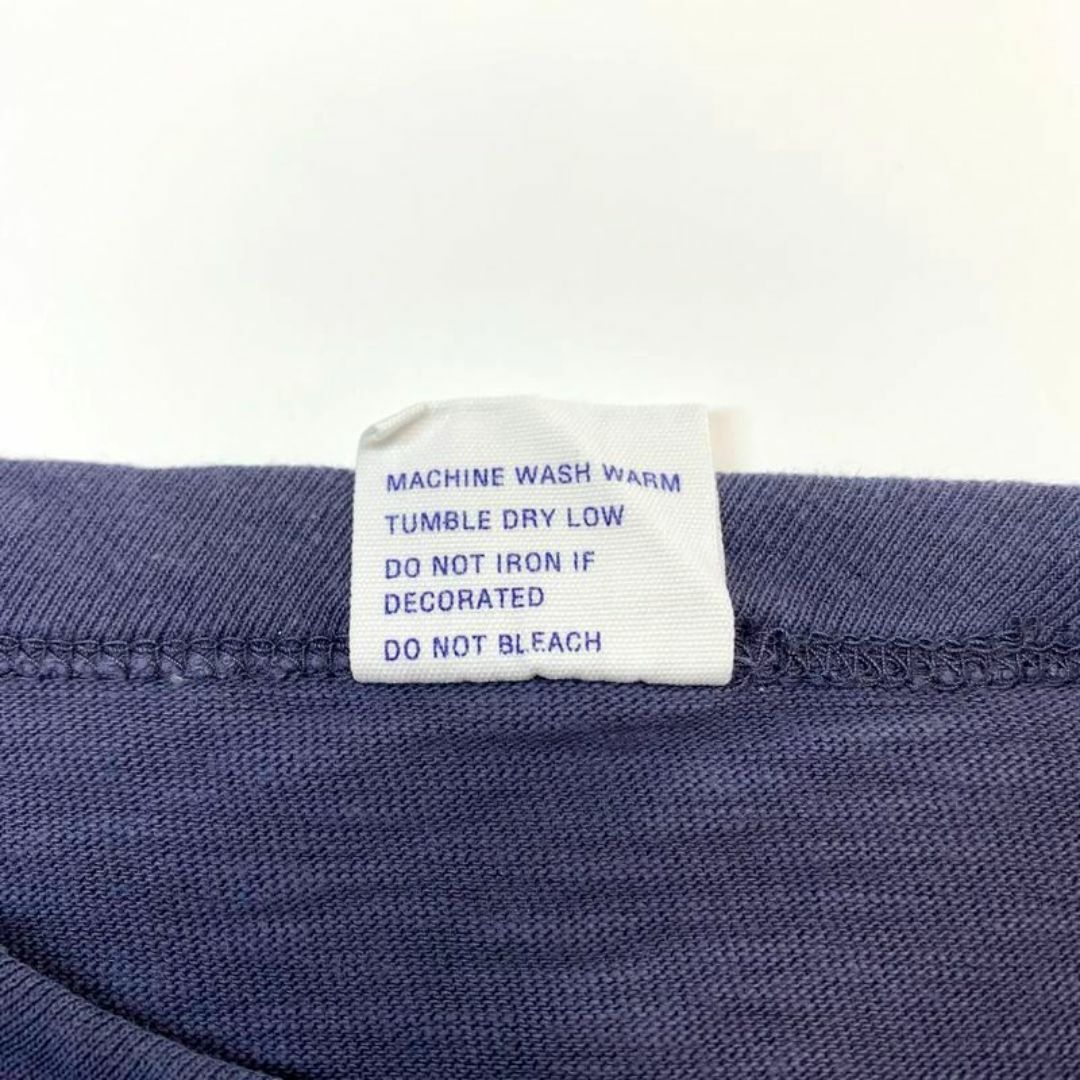 MACHINE WASH WARM
TUMBLE DRY LOW
DO NOT IRON IF
DECORATED
DO NOT BLEACH